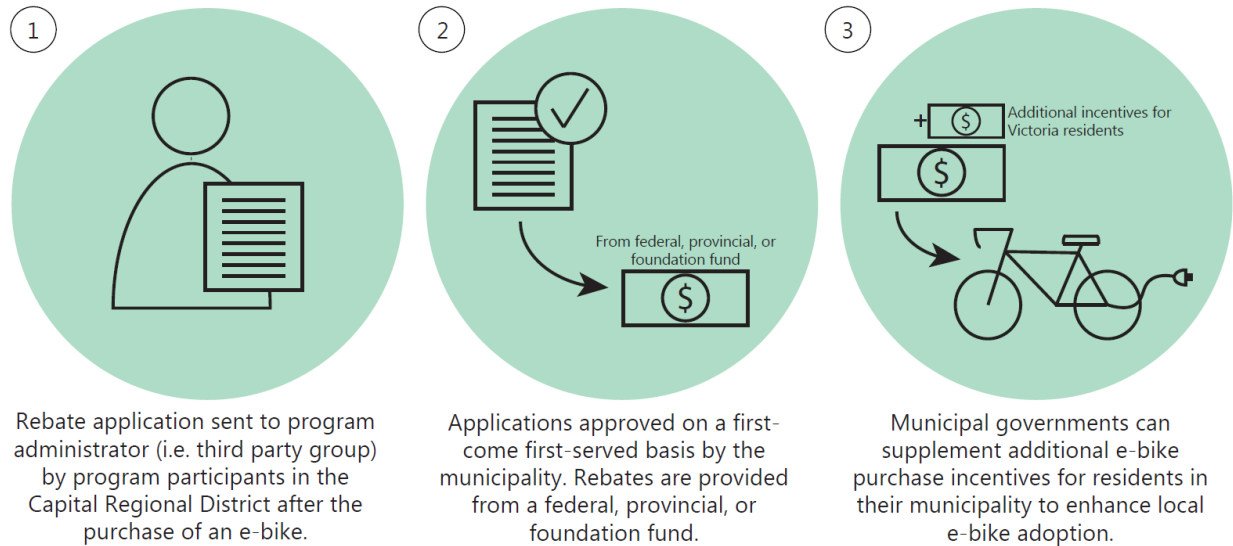 1
Rebate application sent to program
administrator (i.e. third party group)
by program participants in the
Capital Regional District after the
purchase of an e-bike.
2
From federal, provincial, or
foundation fund
$
Applications approved on a first-
come first-served basis by the
municipality. Rebates are provided
from a federal, provincial, or
foundation fund.
3
+ $ Additional incentives for
Victoria residents
$
Municipal governments can
supplement additional e-bike
purchase incentives for residents in
their municipality to enhance local
e-bike adoption.